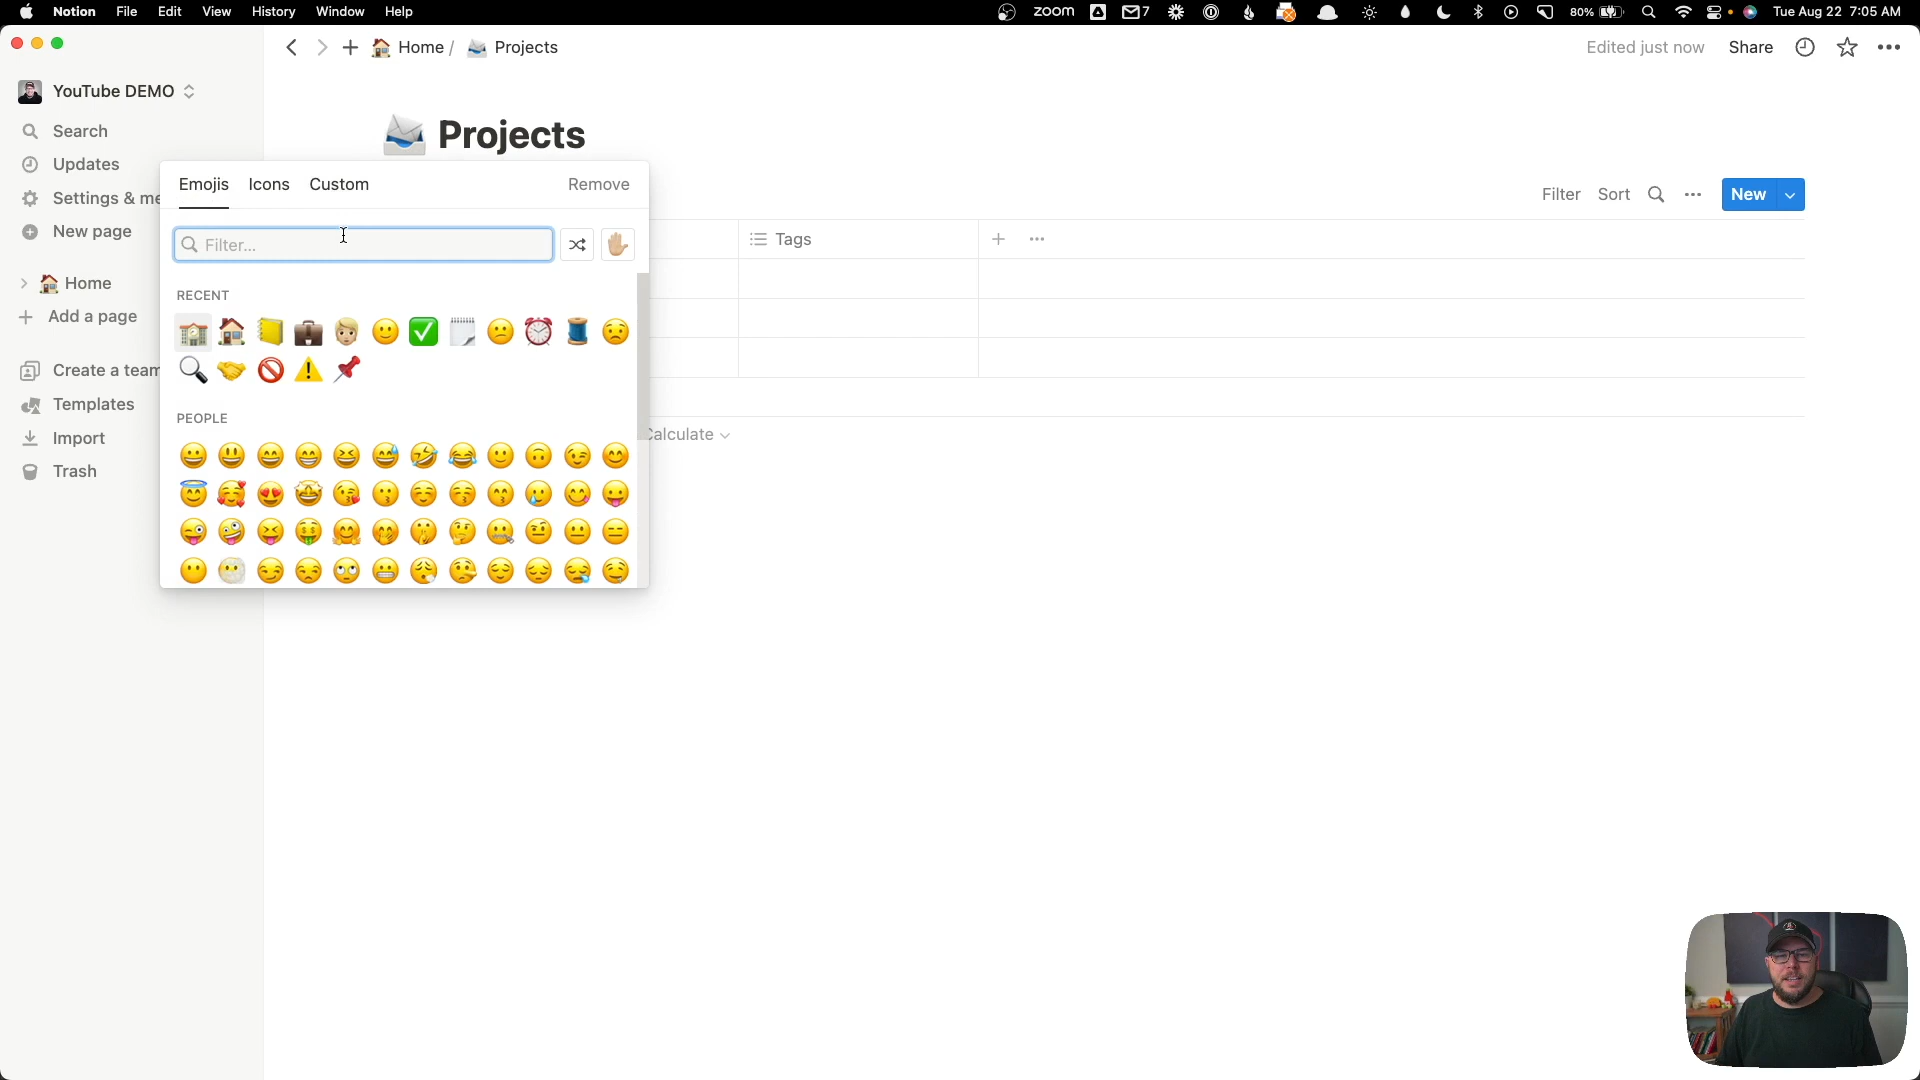 Notion File Edit View History Window Help zoom 7 80% Tue Aug 22 7:05 AM
Home / Projects Edited just now Share
YouTube DEMO
Search
Updates
Settings & me
New page
Home
Add a page
Create a team
Templates
Import
Trash
Projects
Emojis Icons Custom Remove
Filter...
RECENT
PEOPLE
Filter Sort New
Tags
Calculate